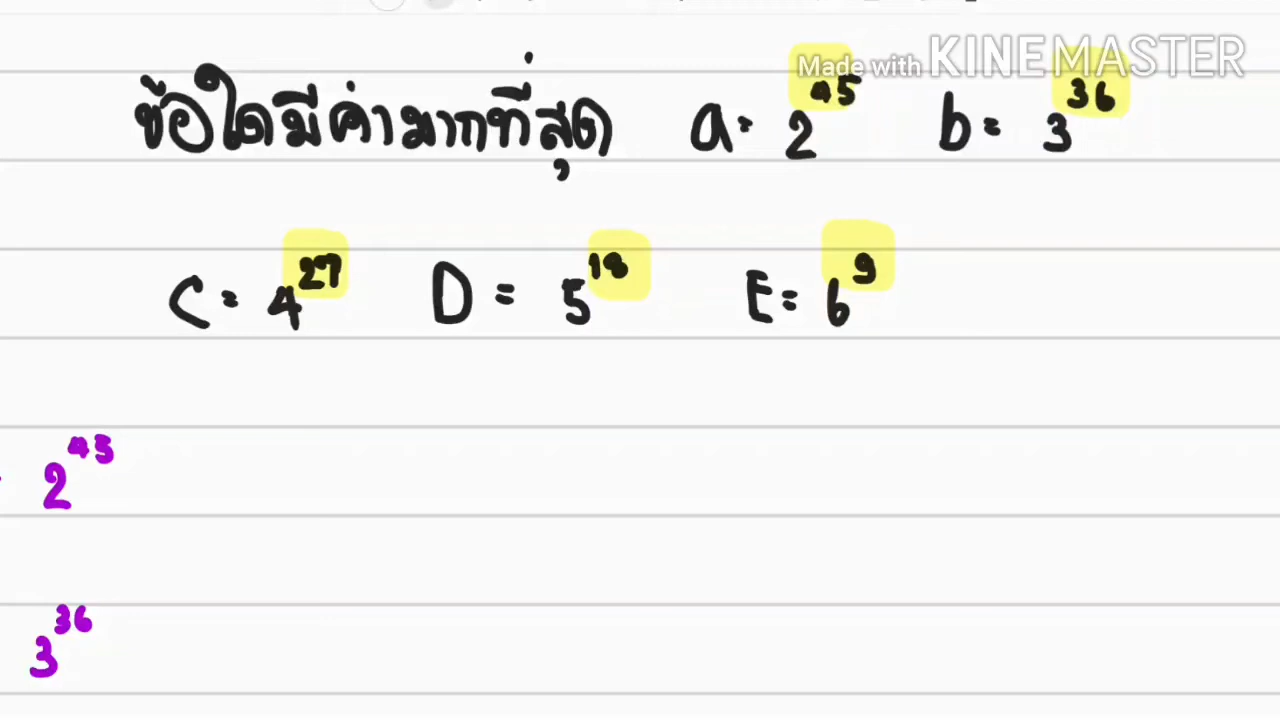 Made with KINEMASTER
ข้อใดมีค่ามากที่สุด a = 2^45 b = 3^36
C = 4^27 D = 5^18 E = 6^9
2^45
3^36